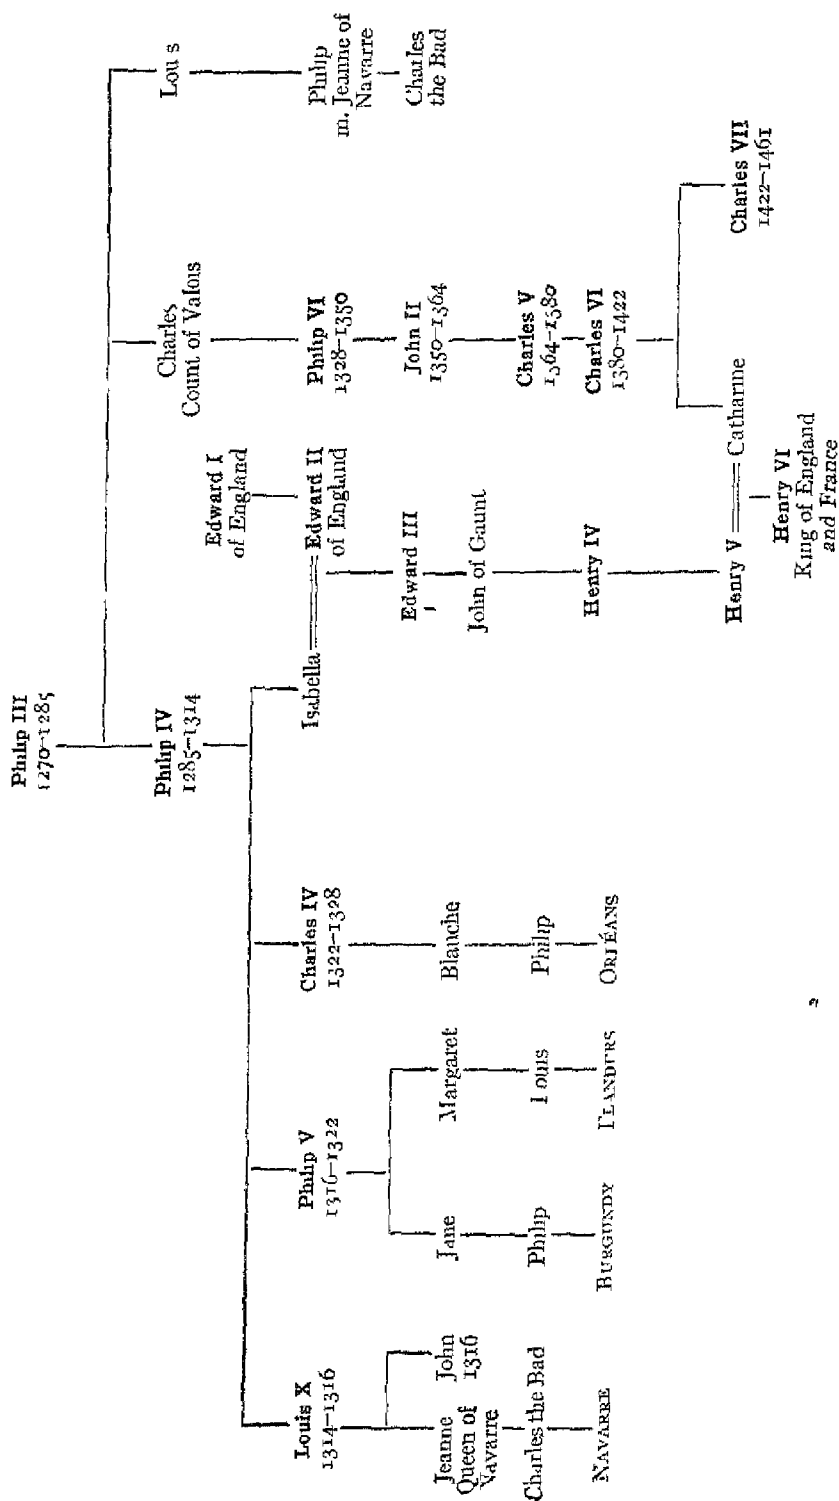 Philip III
1270–1285
Philip IV
1285–1314
Charles
Count of Valois
Lou s
Louis X
1314–1316
Philip V
1316–1322
Charles IV
1322–1328
Isabella
Edward I
of England
Edward II
of England
Philip VI
1328–1350
Philip
m. Jeanne of
Navarre
Jeanne
Queen of
Navarre
John
1316
Jane
Margaret
Blanche
Edward III
John II
1350–1364
Charles
the Bad
Charles the Bad
Philip
Louis
Philip
John of Gaunt
Charles V
1364–1380
NAVARRE
BURGUNDY
FLANDERS
ORLÉANS
Henry IV
Charles VI
1380–1422
Henry V
Catharine
Charles VII
1422–1461
Henry VI
King of England
and France